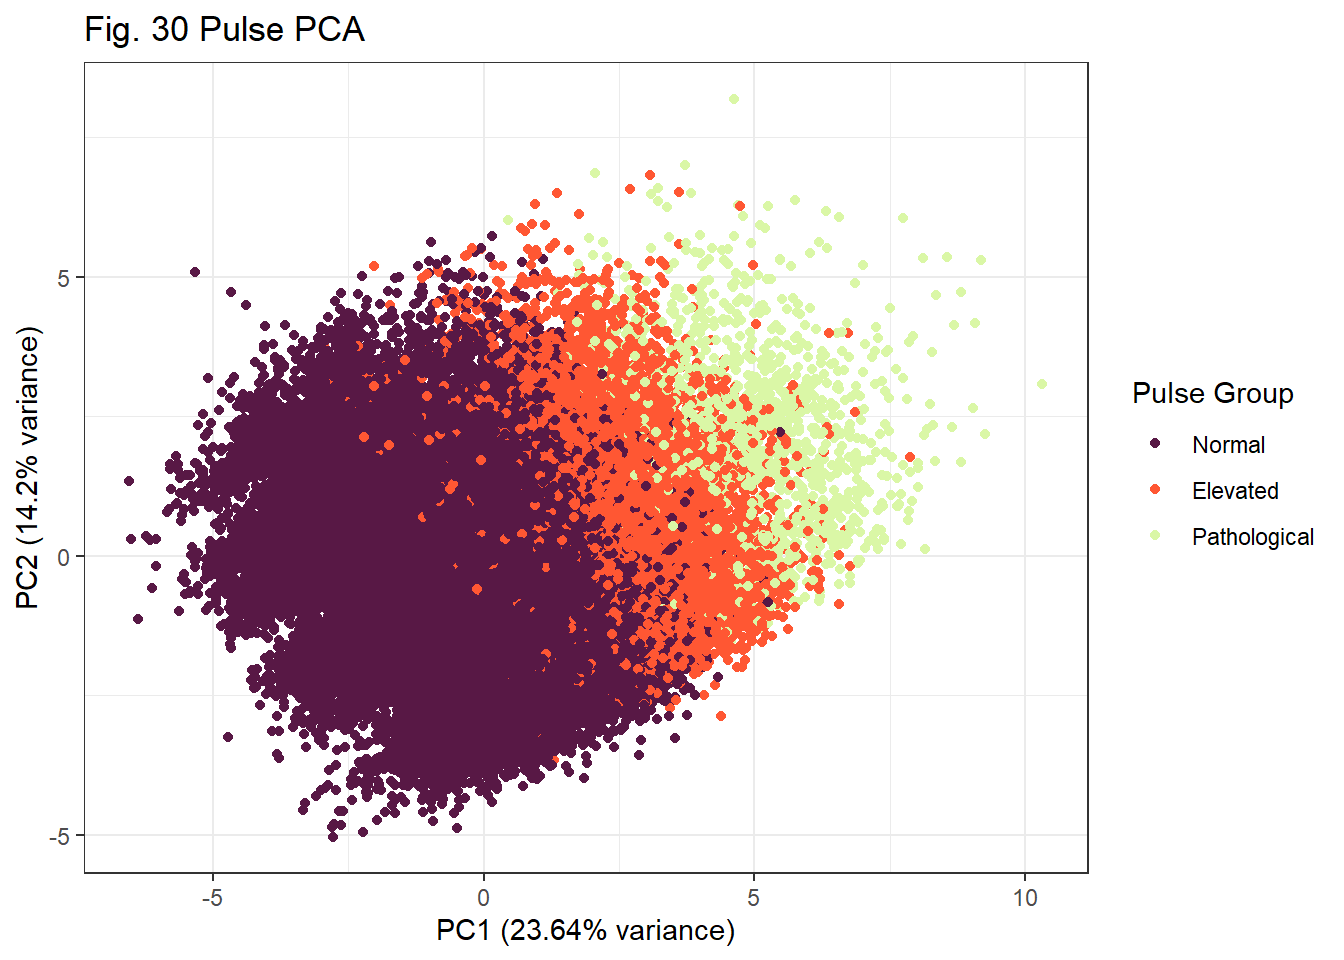 Fig. 30 Pulse PCA
PC2 (14.2% variance)
5
0
-5
-5
0
5
10
PC1 (23.64% variance)
Pulse Group
Normal
Elevated
Pathological